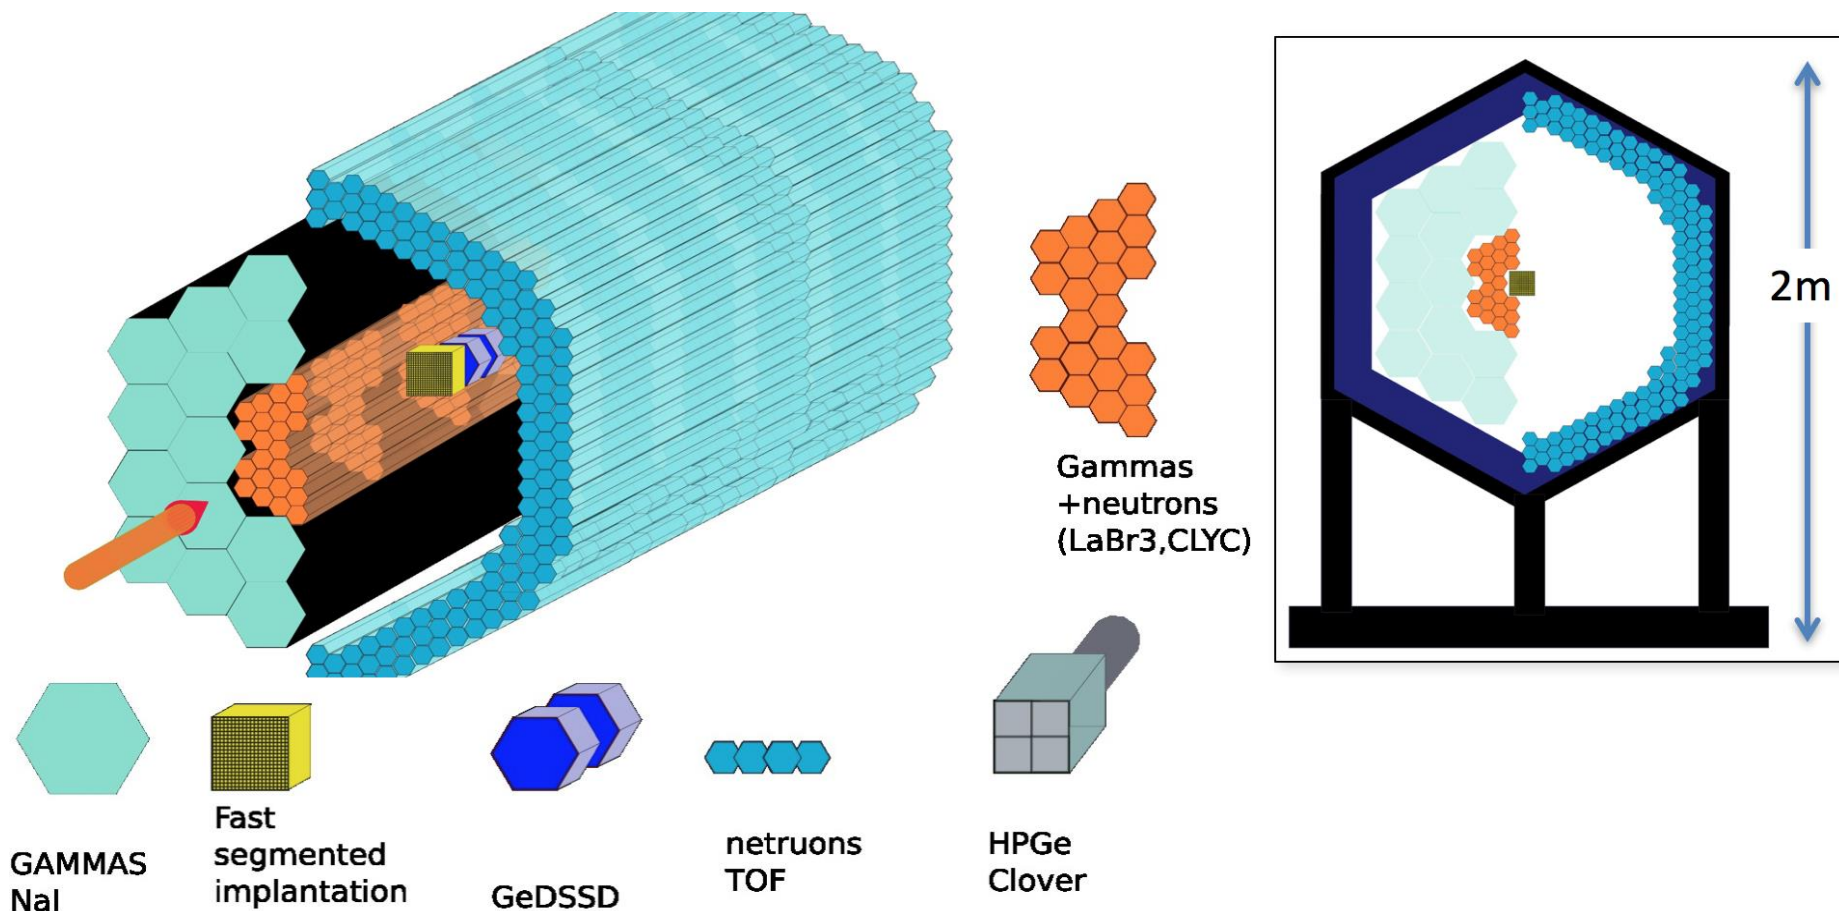 2m
Gammas
+neutrons
(LaBr3,CLYC)
GAMMAS
NaI
Fast
segmented
implantation
GeDSSD
netruons
TOF
HPGe
Clover